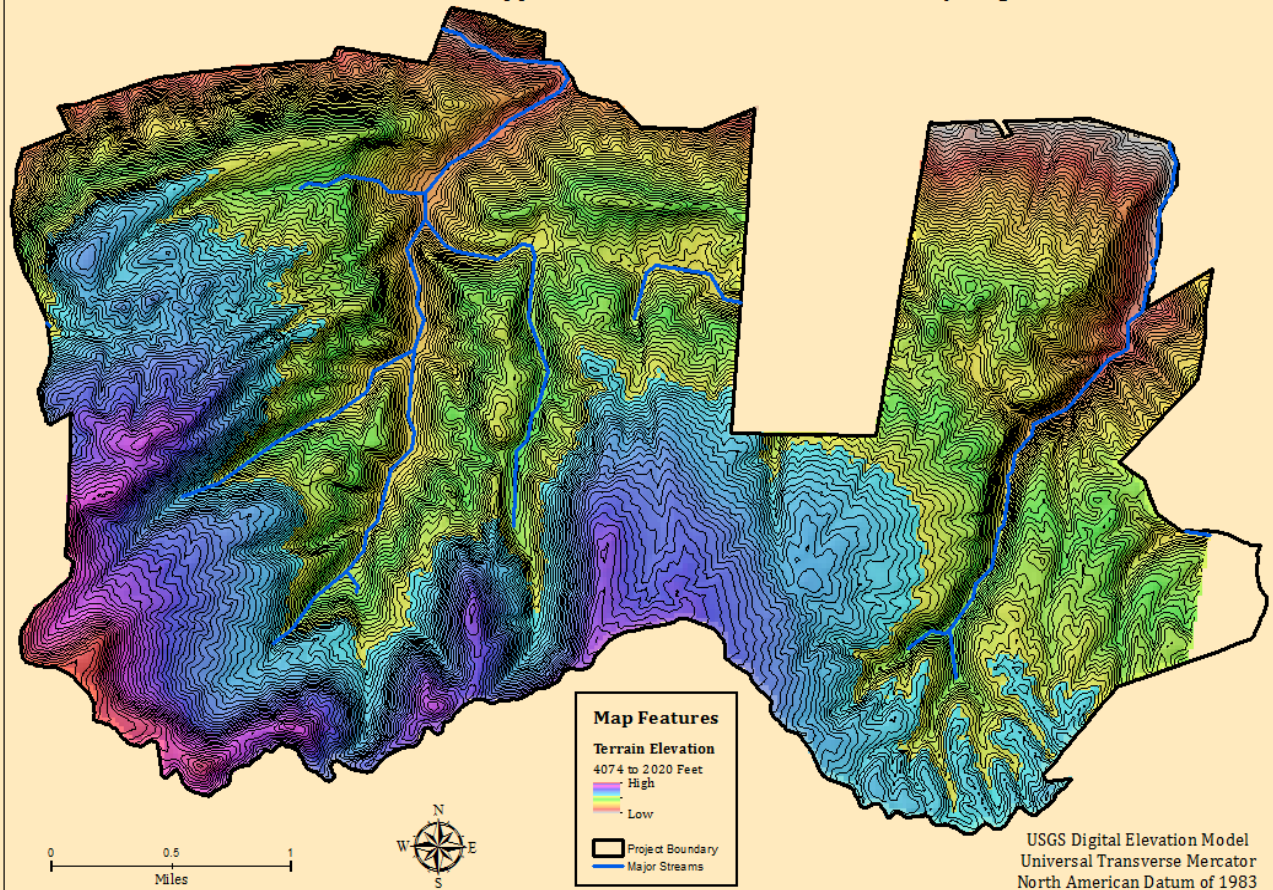 Map Features
Terrain Elevation
4074 to 2020 Feet
High
Low
Project Boundary
Major Streams
N
W E
S
0 0.5 1
Miles
USGS Digital Elevation Model
Universal Transverse Mercator
North American Datum of 1983